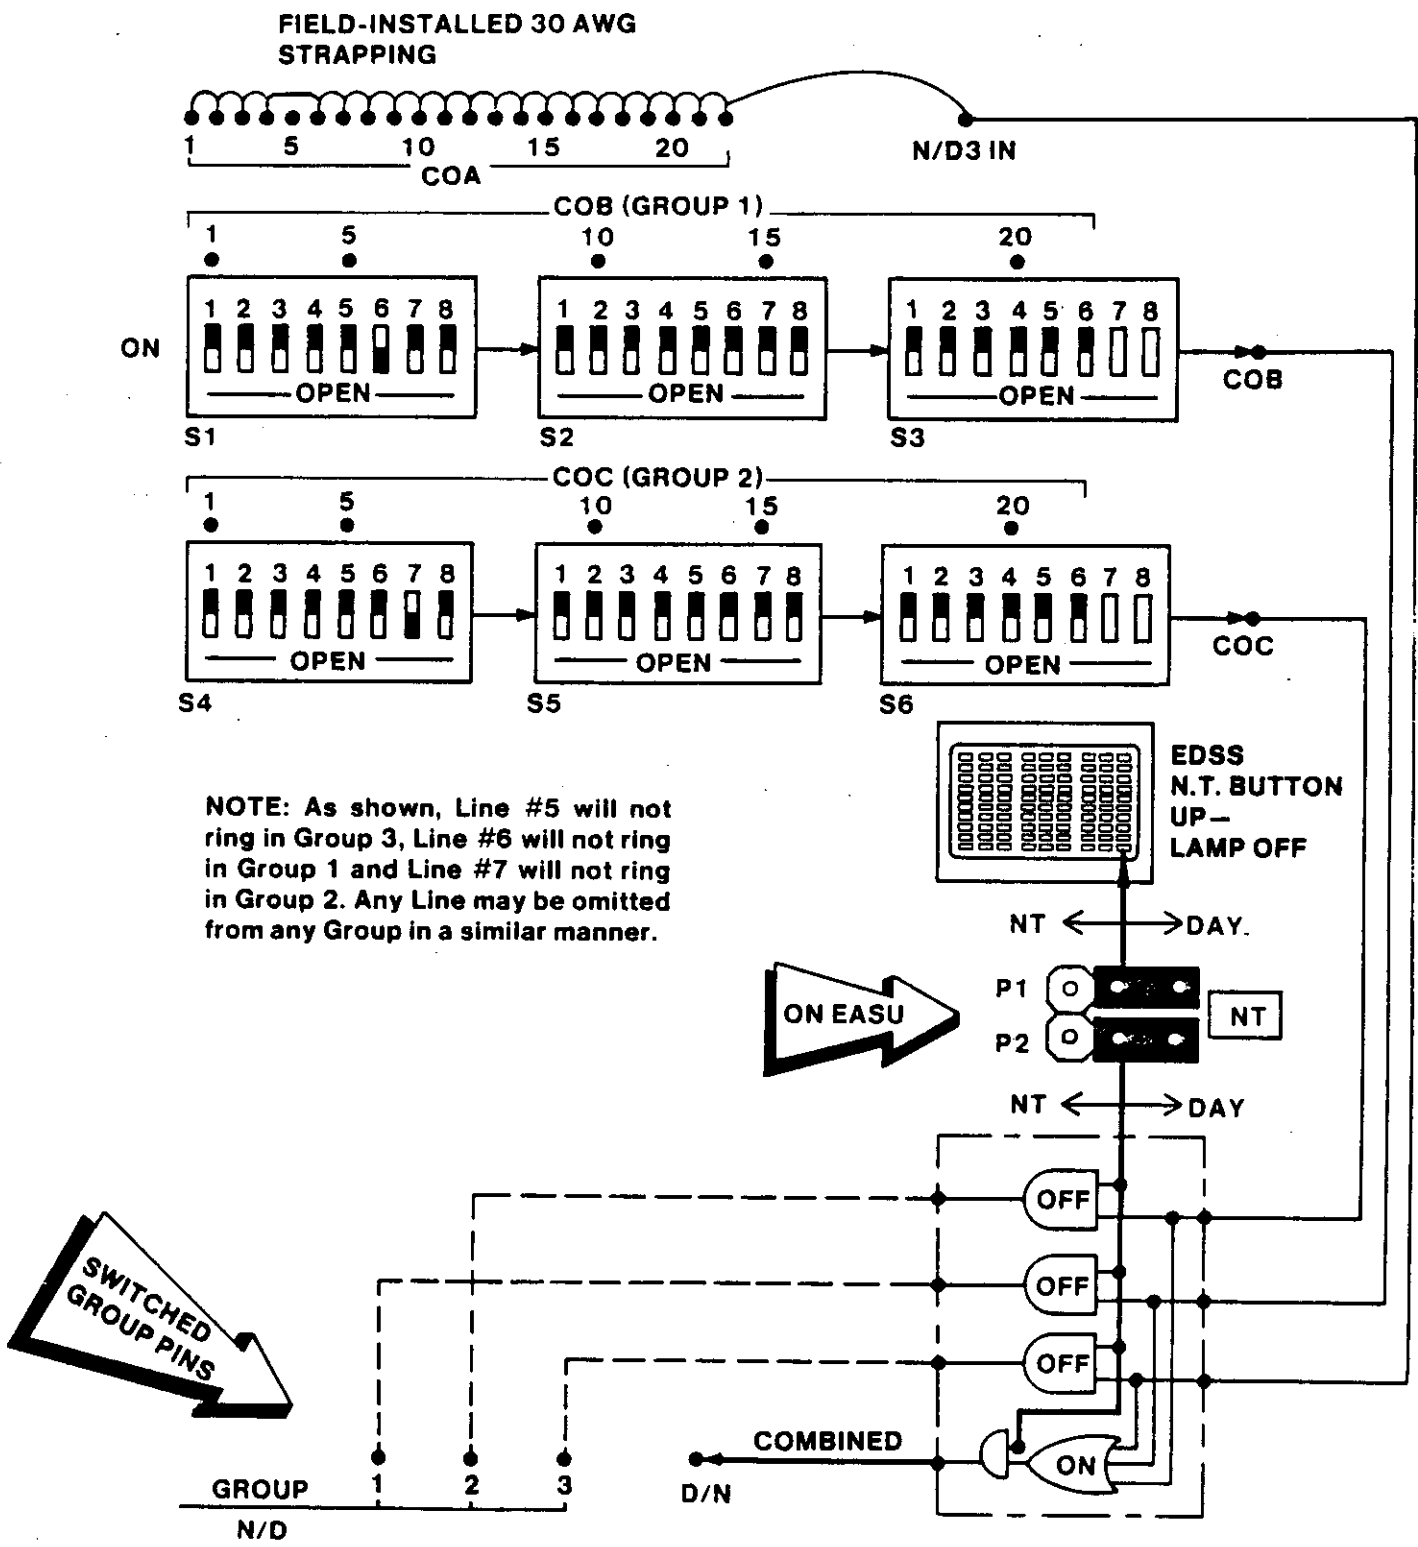 FIELD-INSTALLED 30 AWG
STRAPPING
1 5 10 15 20
COA
N/D3 IN
COB (GROUP 1)
1 5 10 15 20
ON
1 2 3 4 5 6 7 8
OPEN
S1
1 2 3 4 5 6 7 8
OPEN
S2
1 2 3 4 5 6 7 8
OPEN
S3
COB
COC (GROUP 2)
1 5 10 15 20
1 2 3 4 5 6 7 8
OPEN
S4
1 2 3 4 5 6 7 8
OPEN
S5
1 2 3 4 5 6 7 8
OPEN
S6
COC
EDSS
N.T. BUTTON
UP—
LAMP OFF
NOTE: As shown, Line #5 will not
ring in Group 3, Line #6 will not ring
in Group 1 and Line #7 will not ring
in Group 2. Any Line may be omitted
from any Group in a similar manner.
NT DAY
ON EASU
P1
P2
NT
NT DAY
OFF
OFF
OFF
ON
SWITCHED
GROUP PINS
COMBINED
GROUP 1 2 3
N/D
D/N